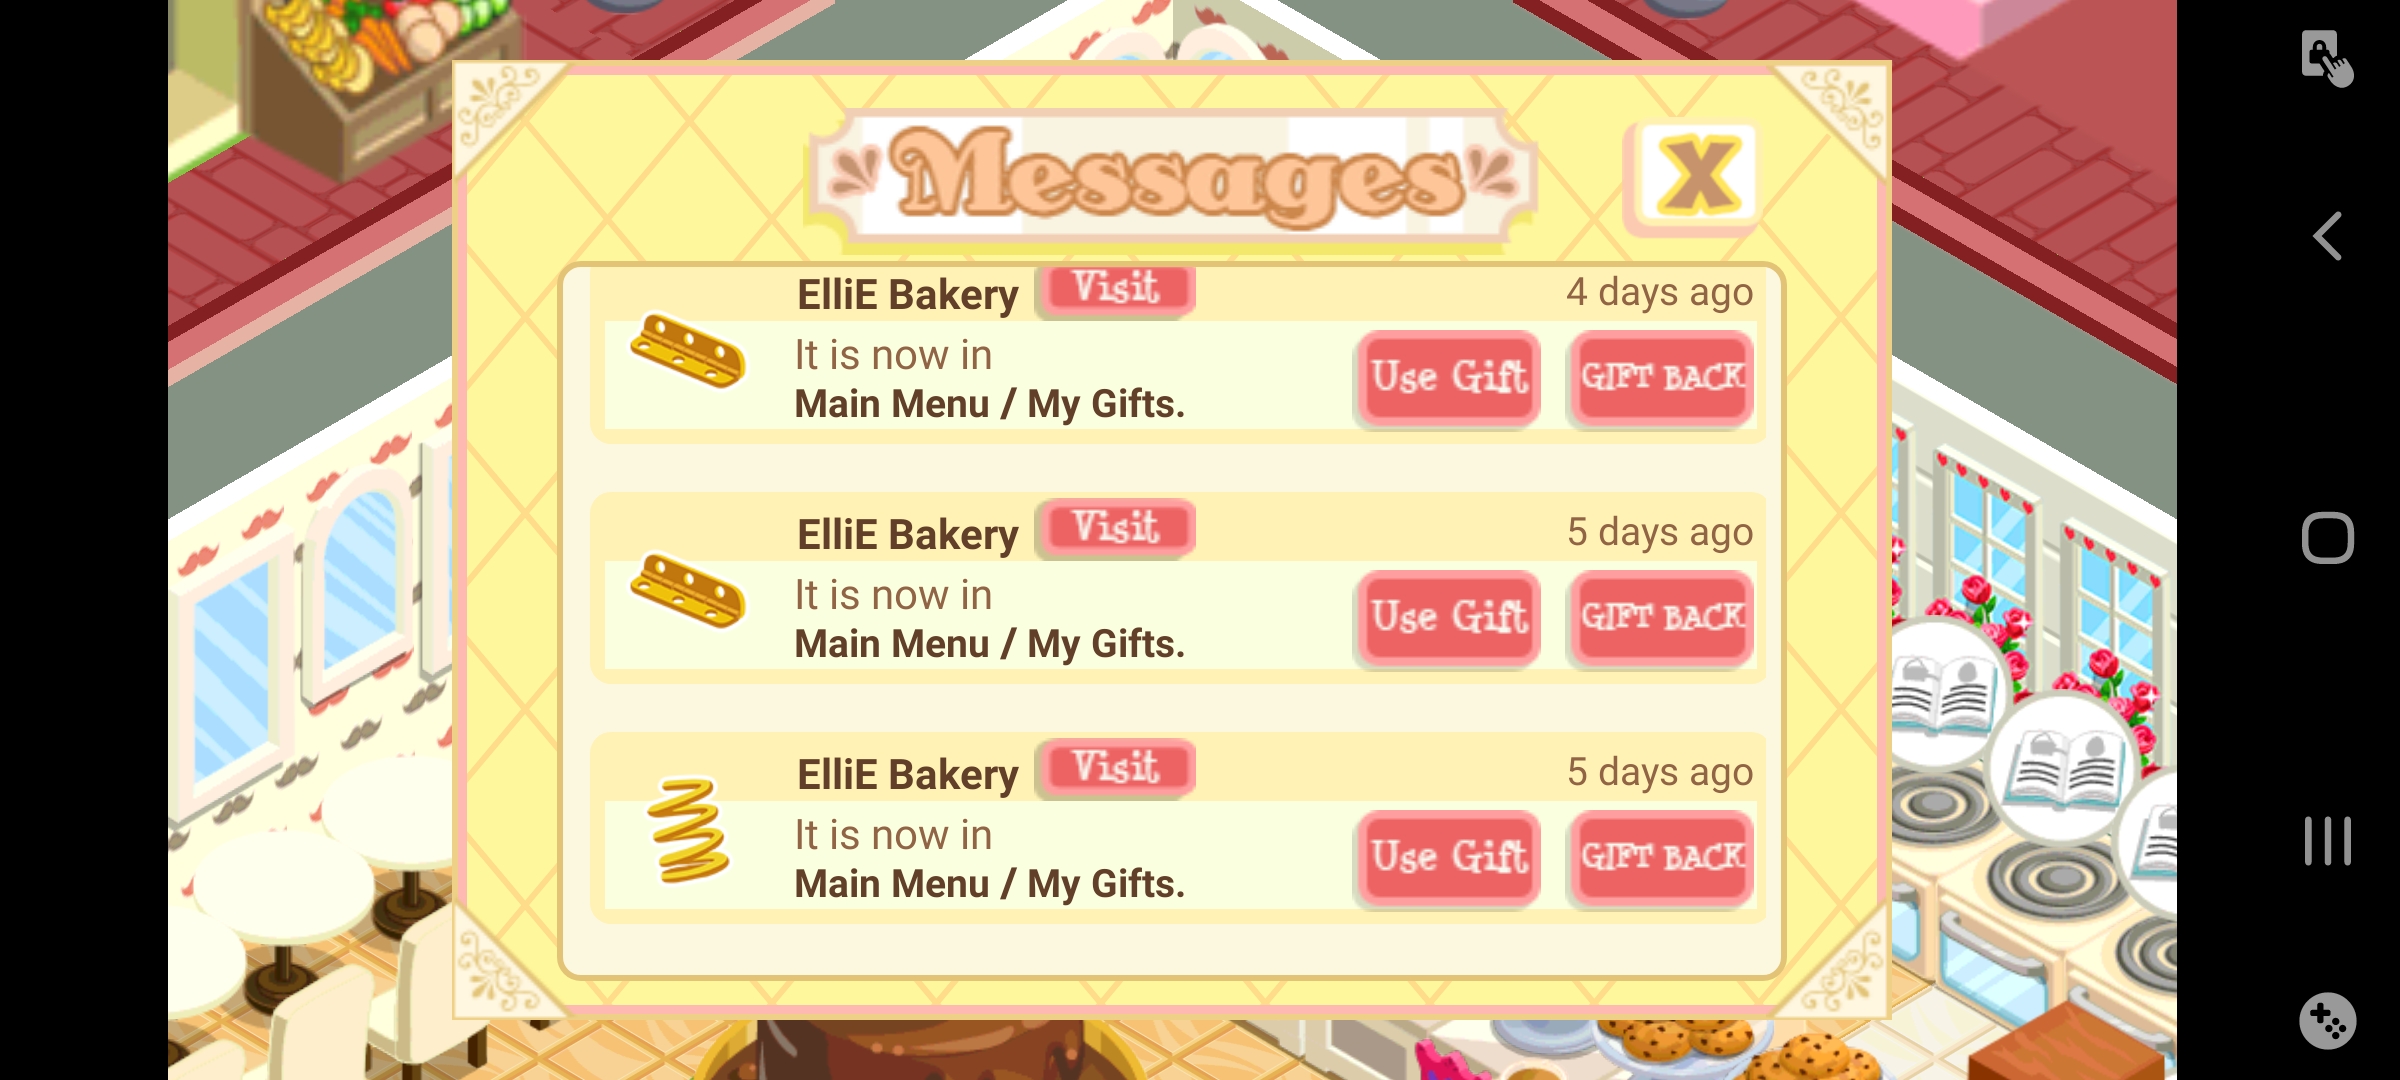 Messages
X
ElliE Bakery Visit 4 days ago
It is now in
Main Menu / My Gifts.
Use Gift GIFT BACK
ElliE Bakery Visit 5 days ago
It is now in
Main Menu / My Gifts.
Use Gift GIFT BACK
ElliE Bakery Visit 5 days ago
It is now in
Main Menu / My Gifts.
Use Gift GIFT BACK